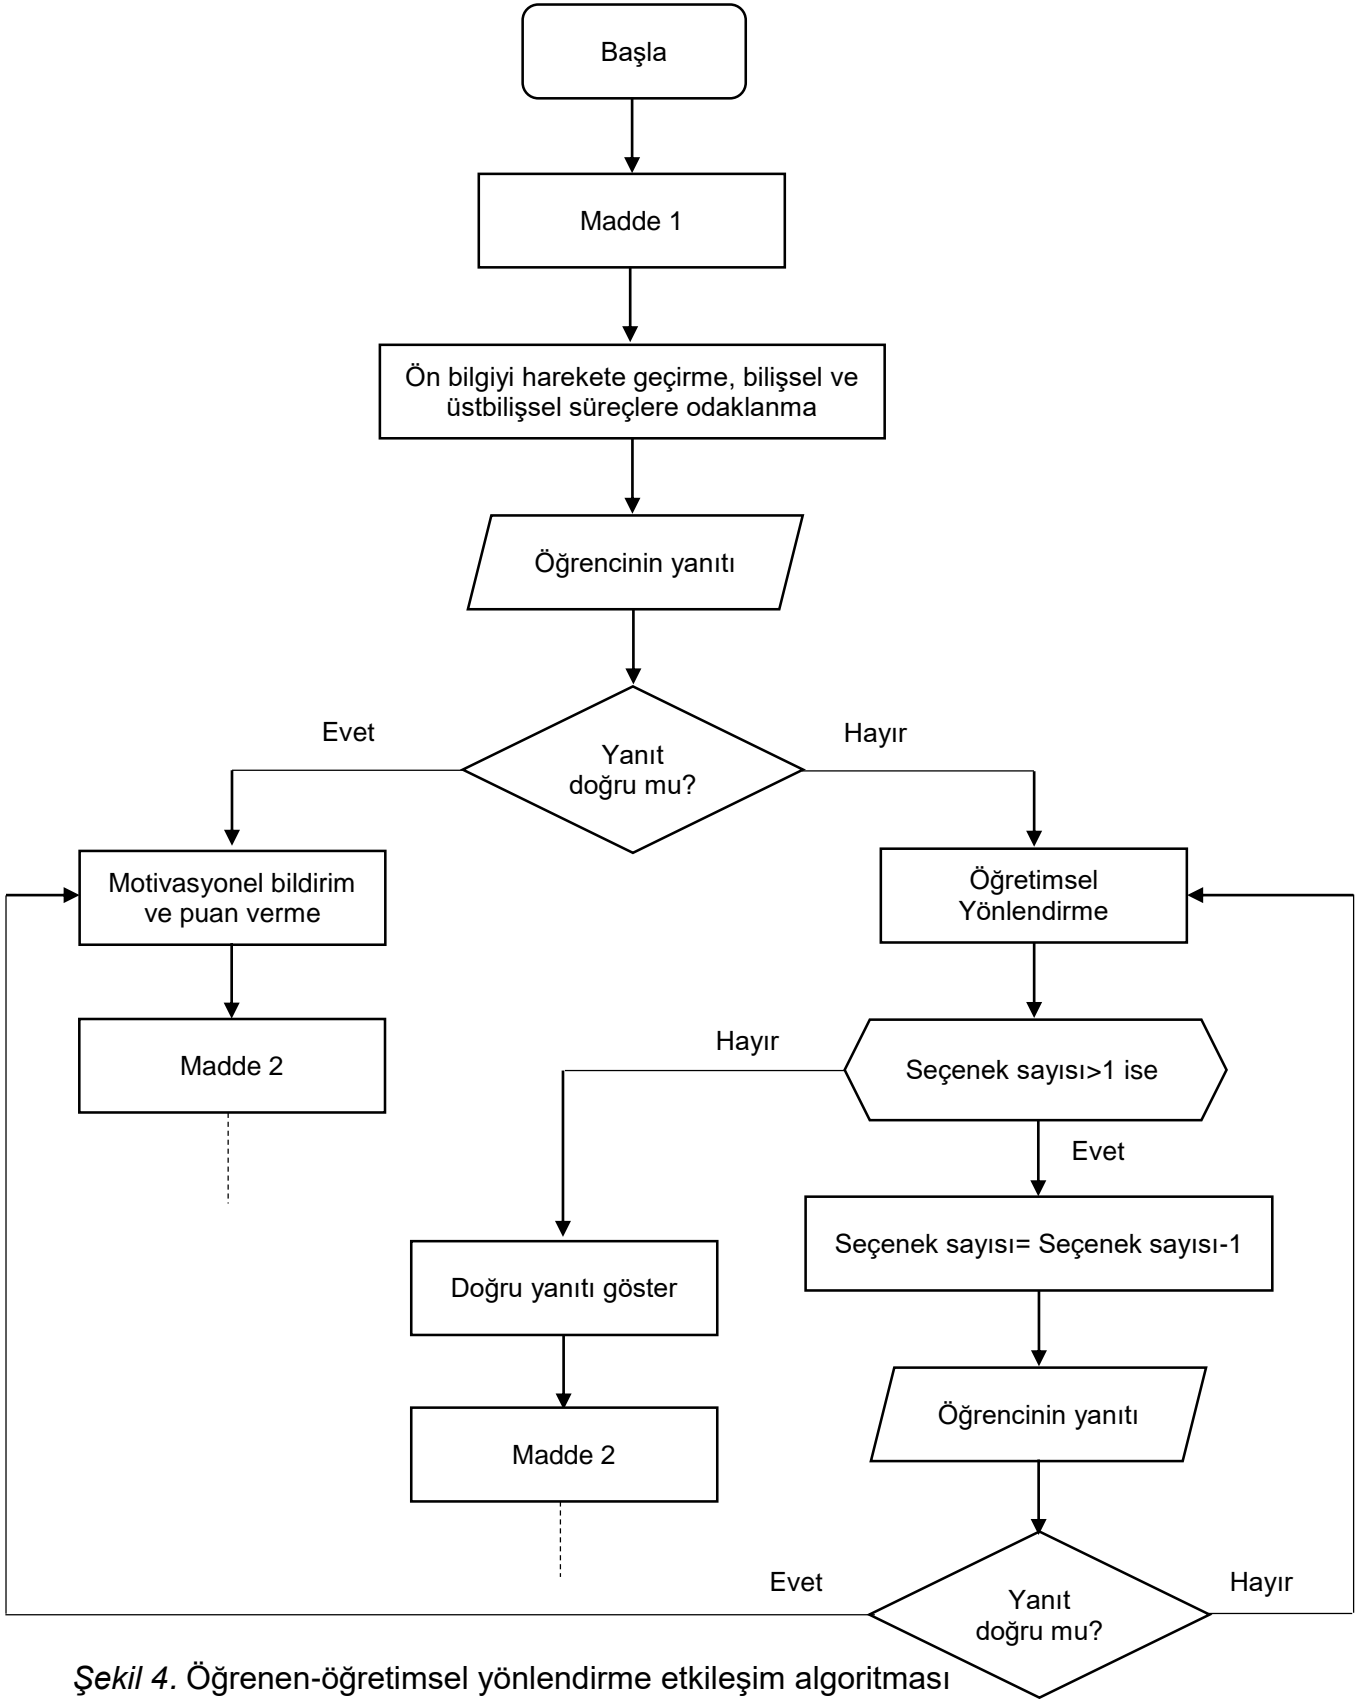 Başla
Madde 1
Ön bilgiyi harekete geçirme, bilişsel ve
üstbilişsel süreçlere odaklanma
Öğrencinin yanıtı
Evet
Hayır
Yanıt
doğru mu?
Motivasyonel bildirim
ve puan verme
Öğretimsel
Yönlendirme
Madde 2
Hayır
Seçenek sayısı>1 ise
Evet
Seçenek sayısı= Seçenek sayısı-1
Doğru yanıtı göster
Öğrencinin yanıtı
Madde 2
Evet
Hayır
Yanıt
doğru mu?
Şekil 4. Öğrenen-öğretimsel yönlendirme etkileşim algoritması